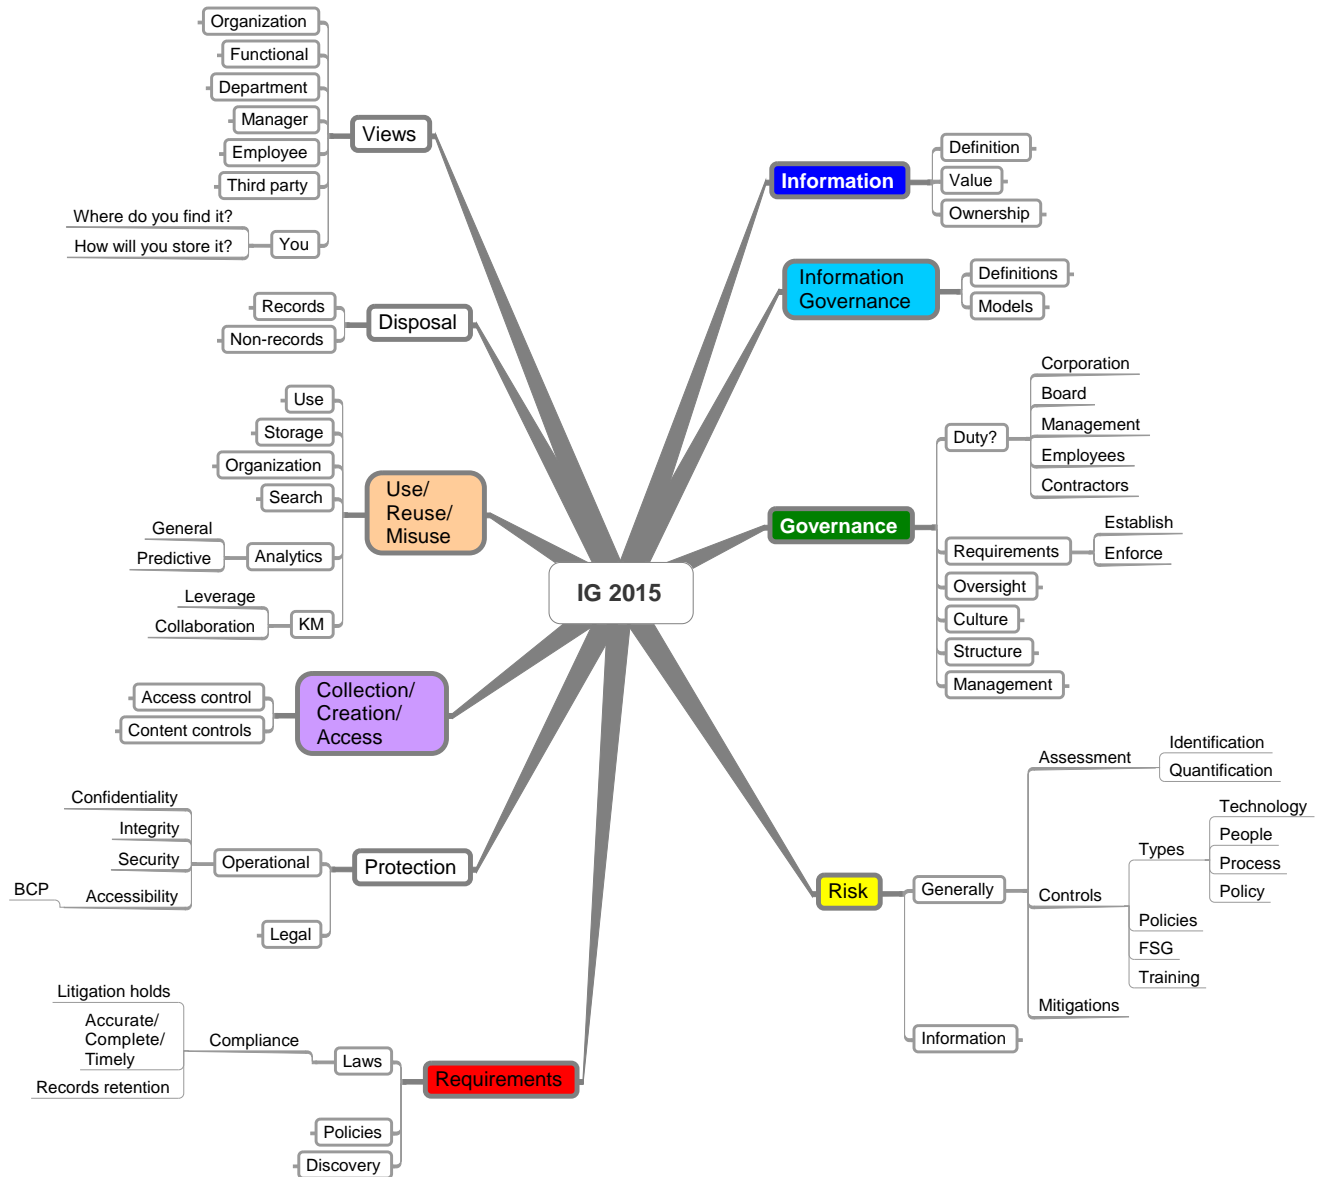 Organization
Functional
Department
Manager
Employee
Third party
Where do you find it?
How will you store it?
You
Views
Records
Non-records
Disposal
Use
Storage
Organization
Search
General
Predictive
Analytics
Leverage
Collaboration
KM
Use/
Reuse/
Misuse
Access control
Content controls
Collection/
Creation/
Access
Confidentiality
Integrity
Security
BCP
Accessibility
Operational
Legal
Protection
Litigation holds
Accurate/
Complete/
Timely
Records retention
Compliance
Laws
Policies
Discovery
Requirements
IG 2015
Information
Definition
Value
Ownership
Information
Governance
Definitions
Models
Governance
Duty?
Corporation
Board
Management
Employees
Contractors
Requirements
Establish
Enforce
Oversight
Culture
Structure
Management
Risk
Generally
Assessment
Identification
Quantification
Controls
Types
Technology
People
Process
Policy
Policies
FSG
Training
Mitigations
Information